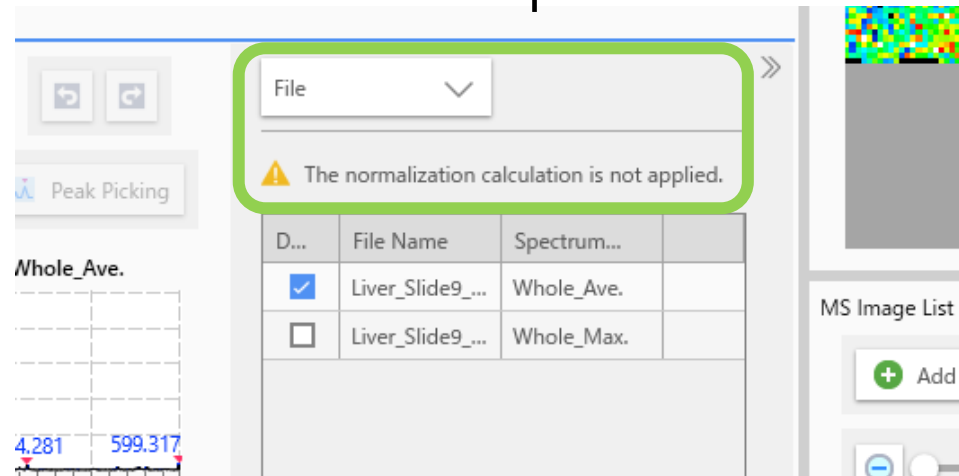 File
The normalization calculation is not applied.
Peak Picking
D... File Name Spectrum...
Whole_Ave.
Liver_Slide9_... Whole_Ave.
Liver_Slide9_... Whole_Max.
4.281 599.317
MS Image List
Add